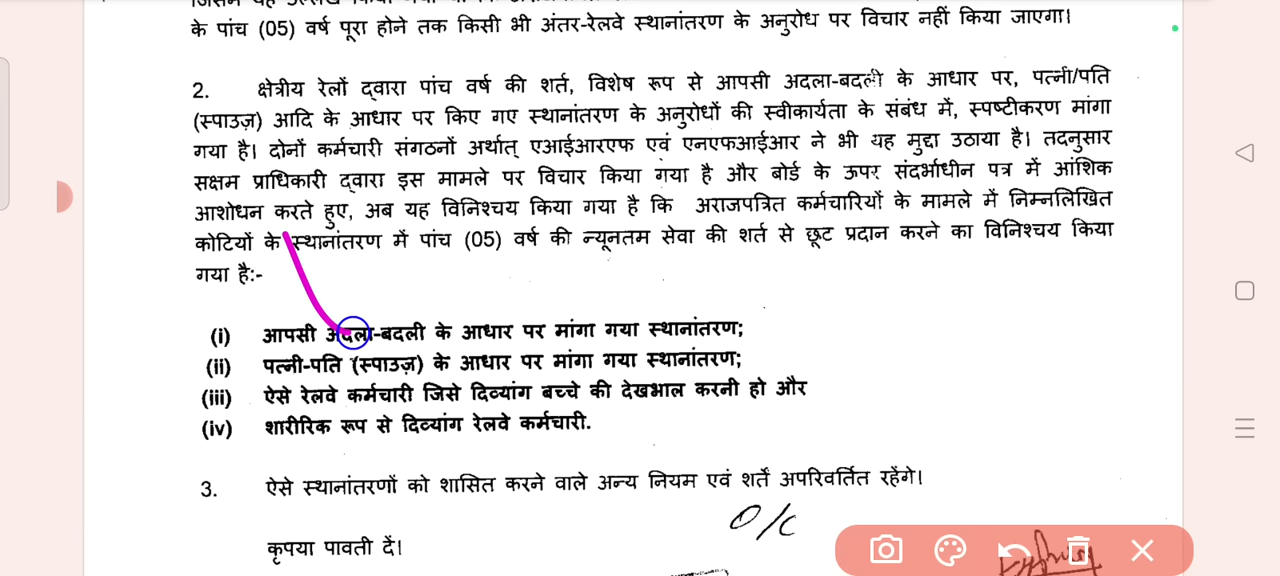 के पांच (05) वर्ष पूरा होने तक किसी भी अंतर-रेलवे स्थानांतरण के अनुरोध पर विचार नहीं किया जाएगा।
2. क्षेत्रीय रेलों द्वारा पांच वर्ष की शर्त, विशेष रूप से आपसी अदला-बदली के आधार पर, पत्नी/पति
(स्पाउज़) आदि के आधार पर किए गए स्थानांतरण के अनुरोधों की स्वीकार्यता के संबंध में, स्पष्टीकरण मांगा
गया है। दोनों कर्मचारी संगठनों अर्थात् एआईआरएफ एवं एनएफआईआर ने भी यह मुद्दा उठाया है। तदनुसार
सक्षम प्राधिकारी द्वारा इस मामले पर विचार किया गया है और बोर्ड के ऊपर संदर्भाधीन पत्र में आंशिक
आशोधन करते हुए, अब यह विनिश्चय किया गया है कि अराजपत्रित कर्मचारियों के मामले में निम्नलिखित
कोटियों के स्थानांतरण में पांच (05) वर्ष की न्यूनतम सेवा की शर्त से छूट प्रदान करने का विनिश्चय किया
गया है:-
(i) आपसी अदला-बदली के आधार पर मांगा गया स्थानांतरण;
(ii) पत्नी-पति (स्पाउज़) के आधार पर मांगा गया स्थानांतरण;
(iii) ऐसे रेलवे कर्मचारी जिसे दिव्यांग बच्चे की देखभाल करनी हो और
(iv) शारीरिक रूप से दिव्यांग रेलवे कर्मचारी.
3. ऐसे स्थानांतरणों को शासित करने वाले अन्य नियम एवं शर्तें अपरिवर्तित रहेंगे।
O/C
कृपया पावती दें।